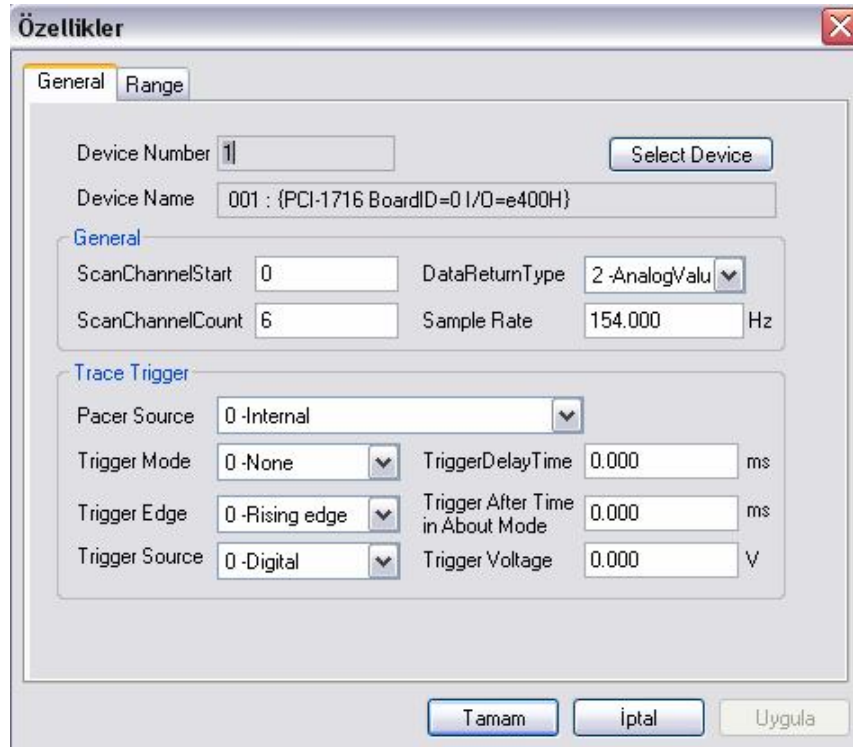 Özellikler
General Range
Device Number 1 Select Device
Device Name 001 : {PCI-1716 BoardID=0 I/O=e400H}
General
ScanChannelStart 0 DataReturnType 2 -AnalogValu
ScanChannelCount 6 Sample Rate 154.000 Hz
Trace Trigger
Pacer Source 0 -Internal
Trigger Mode 0 -None TriggerDelayTime 0.000 ms
Trigger Edge 0 -Rising edge Trigger After Time in About Mode 0.000 ms
Trigger Source 0 -Digital Trigger Voltage 0.000 V
Tamam İptal Uygula